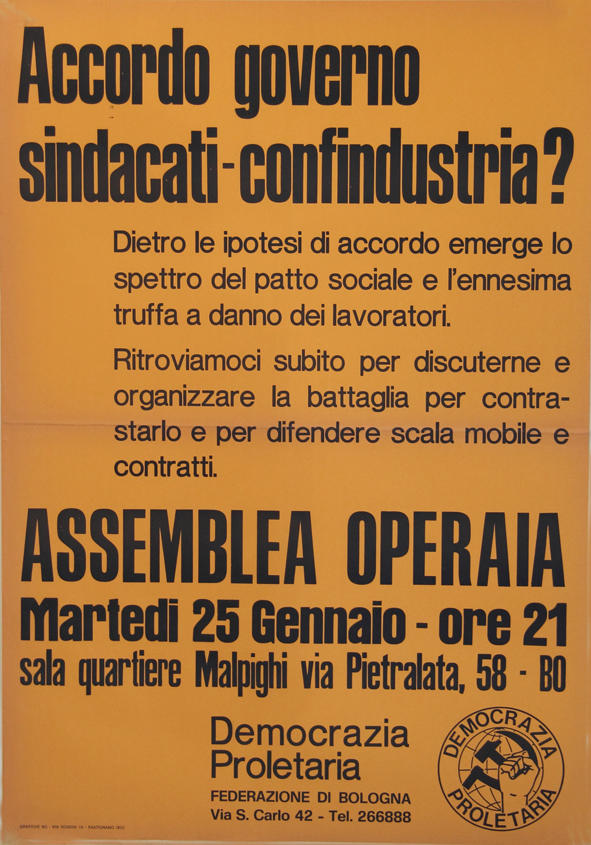 Accordo governo
sindacati-confindustria?
Dietro le ipotesi di accordo emerge lo
spettro del patto sociale e l'ennesima
truffa a danno dei lavoratori.
Ritroviamoci subito per discuterne e
organizzare la battaglia per contra-
starlo e per difendere scala mobile e
contratti.
ASSEMBLEA OPERAIA
Martedì 25 Gennaio - ore 21
sala quartiere Malpighi via Pietralata, 58 - BO
Democrazia
Proletaria
FEDERAZIONE DI BOLOGNA
Via S. Carlo 42 - Tel. 266888
DEMOCRAZIA
PROLETARIA